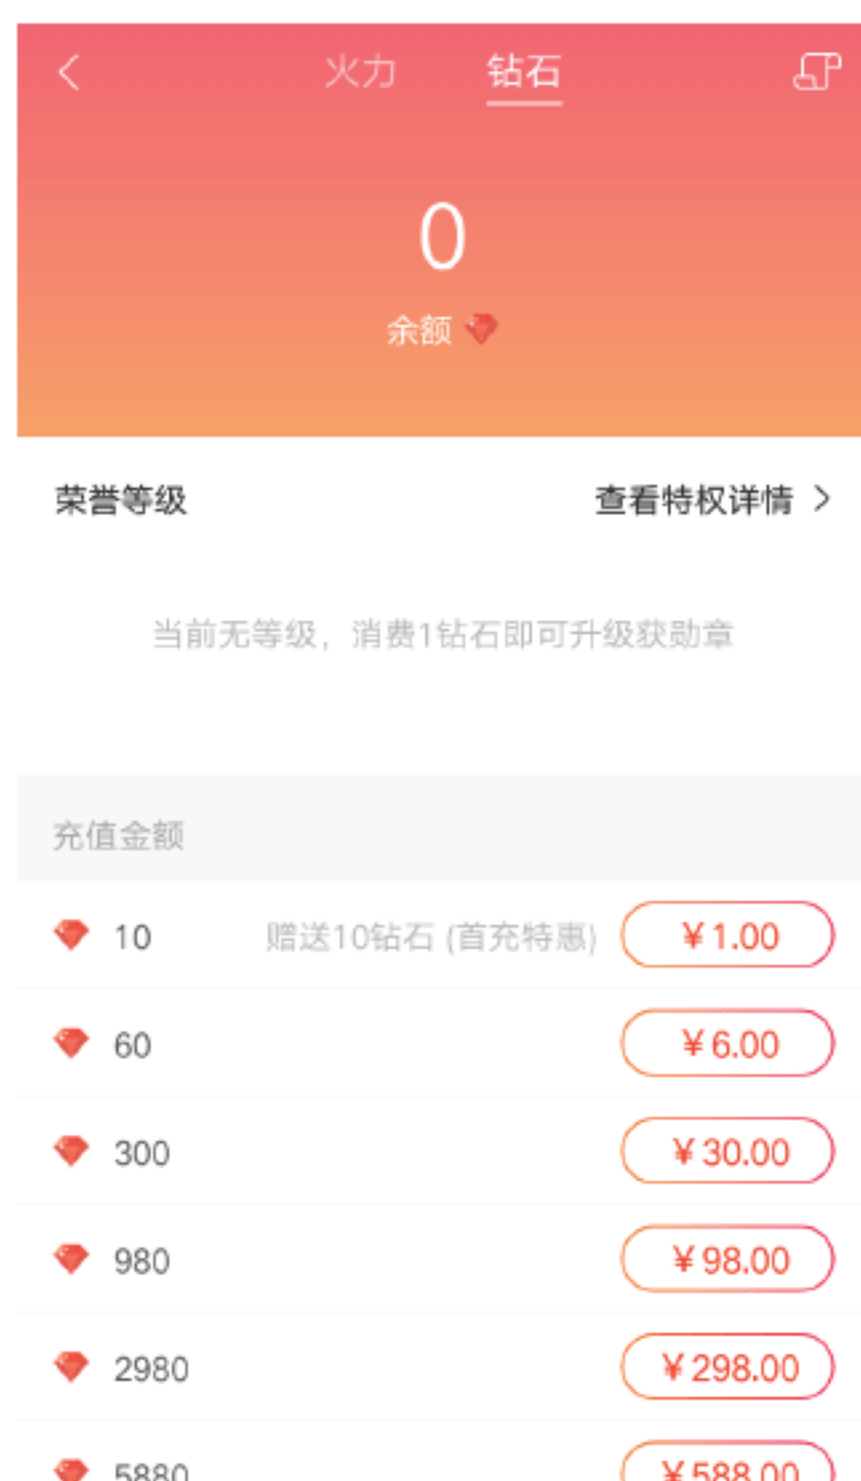 火力 钻石
0
余额
荣誉等级 查看特权详情
当前无等级，消费1钻石即可升级获勋章
充值金额
10 赠送10钻石 (首充特惠) ¥1.00
60 ¥6.00
300 ¥30.00
980 ¥98.00
2980 ¥298.00
5880 ¥588.00